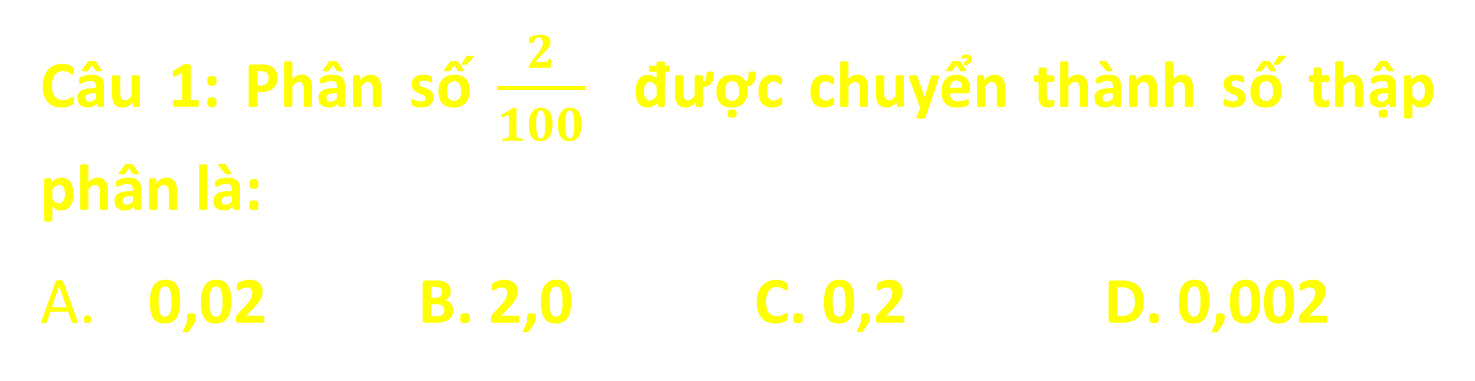 Câu 1: Phân số 2/100 được chuyển thành số thập
phân là:
A. 0,02 B. 2,0 C. 0,2 D. 0,002